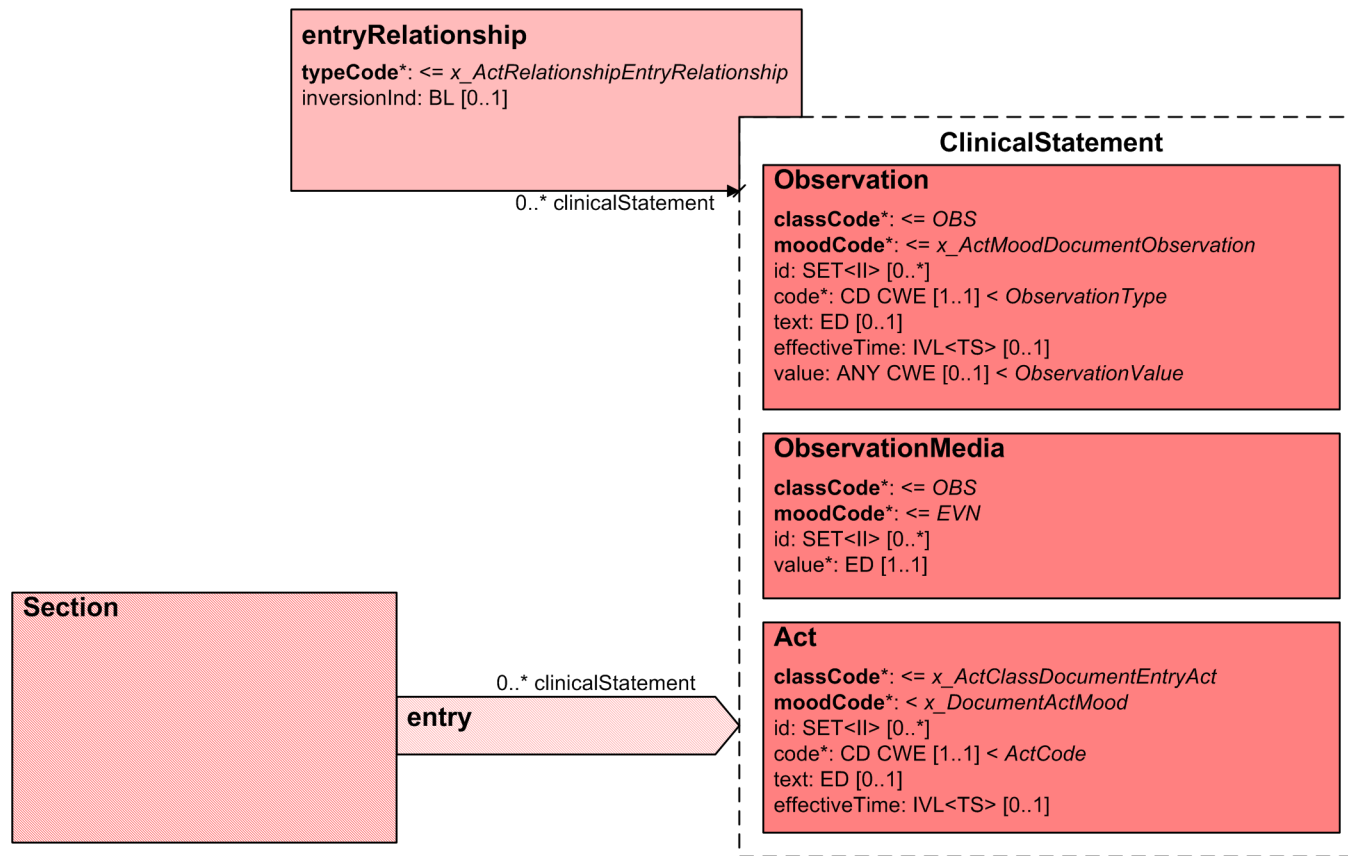 entryRelationship
typeCode*: <= x_ActRelationshipEntryRelationship
inversionInd: BL [0..1]
0..* clinicalStatement
ClinicalStatement
Observation
classCode*: <= OBS
moodCode*: <= x_ActMoodDocumentObservation
id: SET<II> [0..*]
code*: CD CWE [1..1] < ObservationType
text: ED [0..1]
effectiveTime: IVL<TS> [0..1]
value: ANY CWE [0..1] < ObservationValue
ObservationMedia
classCode*: <= OBS
moodCode*: <= EVN
id: SET<II> [0..*]
value*: ED [1..1]
Section
0..* clinicalStatement
entry
Act
classCode*: <= x_ActClassDocumentEntryAct
moodCode*: < x_DocumentActMood
id: SET<II> [0..*]
code*: CD CWE [1..1] < ActCode
text: ED [0..1]
effectiveTime: IVL<TS> [0..1]